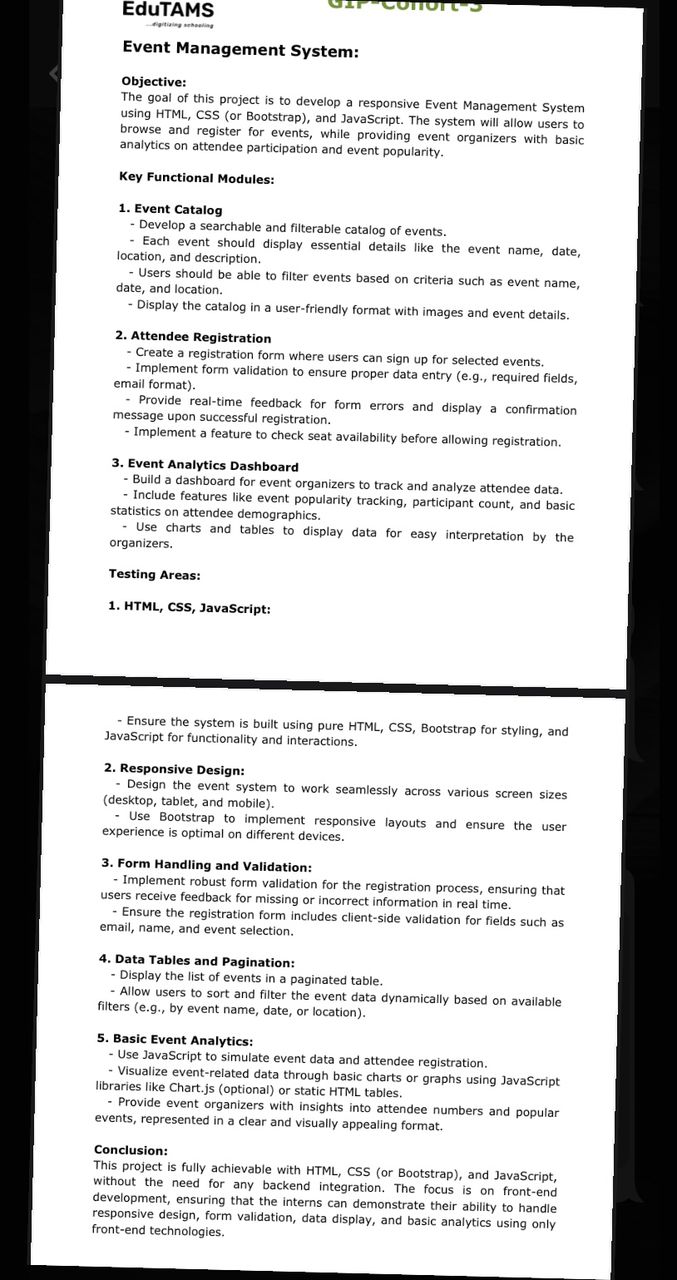 EduTAMS
...digitizing schooling
GIP-Cohort-3
Event Management System:
Objective:
The goal of this project is to develop a responsive Event Management System
using HTML, CSS (or Bootstrap), and JavaScript. The system will allow users to
browse and register for events, while providing event organizers with basic
analytics on attendee participation and event popularity.
Key Functional Modules:
1. Event Catalog
- Develop a searchable and filterable catalog of events.
- Each event should display essential details like the event name, date,
location, and description.
- Users should be able to filter events based on criteria such as event name,
date, and location.
- Display the catalog in a user-friendly format with images and event details.
2. Attendee Registration
- Create a registration form where users can sign up for selected events.
- Implement form validation to ensure proper data entry (e.g., required fields,
email format).
- Provide real-time feedback for form errors and display a confirmation
message upon successful registration.
- Implement a feature to check seat availability before allowing registration.
3. Event Analytics Dashboard
- Build a dashboard for event organizers to track and analyze attendee data.
- Include features like event popularity tracking, participant count, and basic
statistics on attendee demographics.
- Use charts and tables to display data for easy interpretation by the
organizers.
Testing Areas:
1. HTML, CSS, JavaScript:
- Ensure the system is built using pure HTML, CSS, Bootstrap for styling, and
JavaScript for functionality and interactions.
2. Responsive Design:
- Design the event system to work seamlessly across various screen sizes
(desktop, tablet, and mobile).
- Use Bootstrap to implement responsive layouts and ensure the user
experience is optimal on different devices.
3. Form Handling and Validation:
- Implement robust form validation for the registration process, ensuring that
users receive feedback for missing or incorrect information in real time.
- Ensure the registration form includes client-side validation for fields such as
email, name, and event selection.
4. Data Tables and Pagination:
- Display the list of events in a paginated table.
- Allow users to sort and filter the event data dynamically based on available
filters (e.g., by event name, date, or location).
5. Basic Event Analytics:
- Use JavaScript to simulate event data and attendee registration.
- Visualize event-related data through basic charts or graphs using JavaScript
libraries like Chart.js (optional) or static HTML tables.
- Provide event organizers with insights into attendee numbers and popular
events, represented in a clear and visually appealing format.
Conclusion:
This project is fully achievable with HTML, CSS (or Bootstrap), and JavaScript,
without the need for any backend integration. The focus is on front-end
development, ensuring that the interns can demonstrate their ability to handle
responsive design, form validation, data display, and basic analytics using only
front-end technologies.